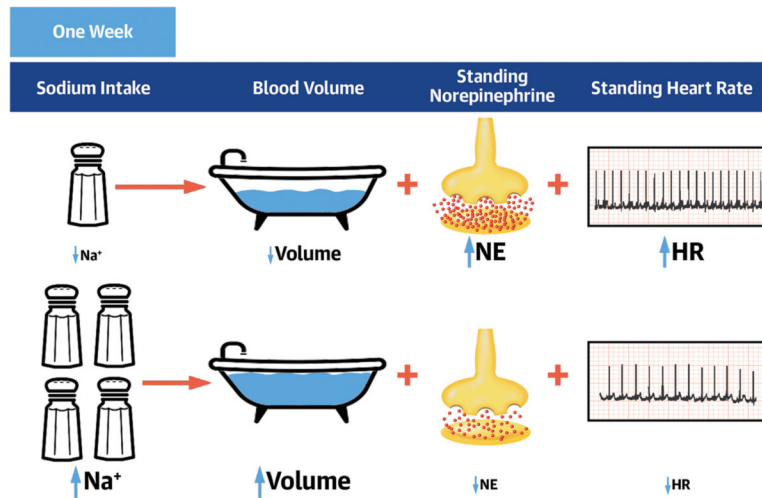 One Week
Sodium Intake Blood Volume Standing Norepinephrine Standing Heart Rate
↓Na⁺ ↓Volume ↑NE ↑HR
↑Na⁺ ↑Volume ↓NE ↓HR